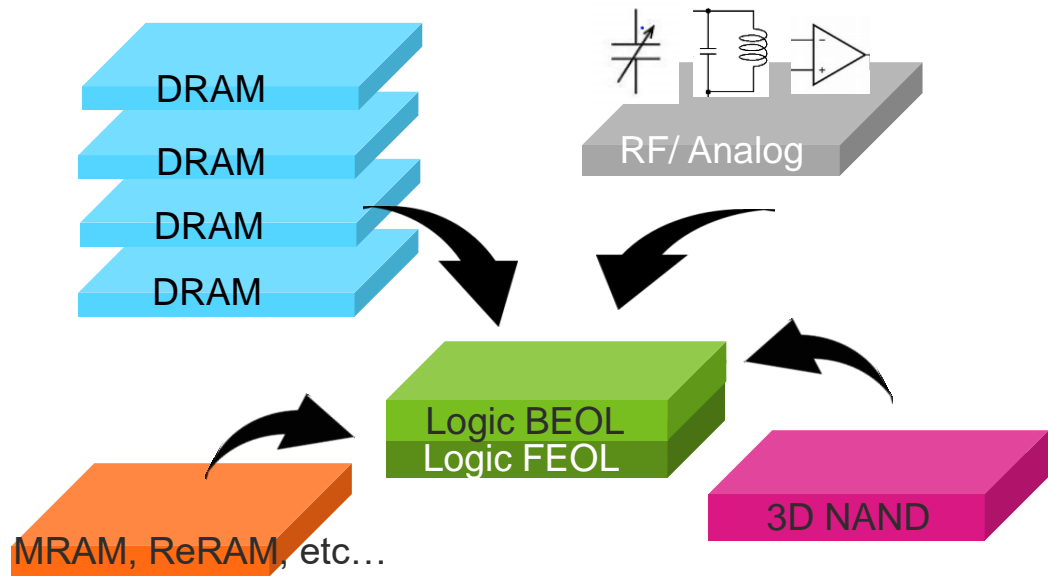 DRAM
DRAM
DRAM
DRAM
RF/ Analog
Logic BEOL
Logic FEOL
MRAM, ReRAM, etc…
3D NAND